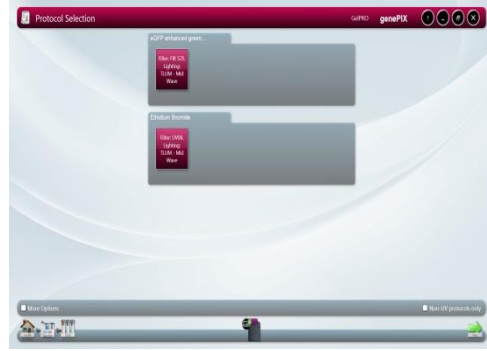 Protocol Selection
GelPRO genePIX
eGFP enhanced green...
Filter: Filt 525,
Lighting:
TLUM - Mid
Wave
Ethidium Bromide
Filter: UV06,
Lighting:
TLUM - Mid
Wave
More Options
Non UV protocols only